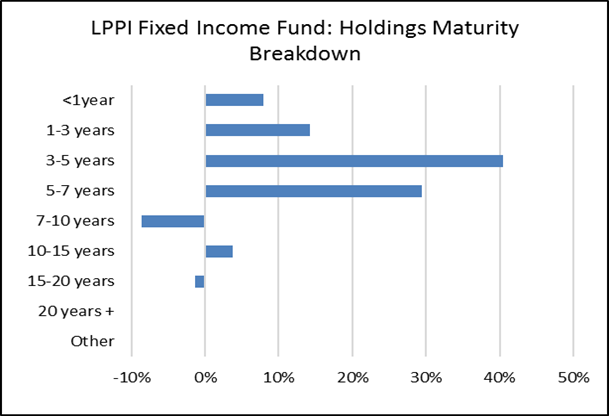 LPPI Fixed Income Fund: Holdings Maturity
Breakdown
<1year
1-3 years
3-5 years
5-7 years
7-10 years
10-15 years
15-20 years
20 years +
Other
-10% 0% 10% 20% 30% 40% 50%